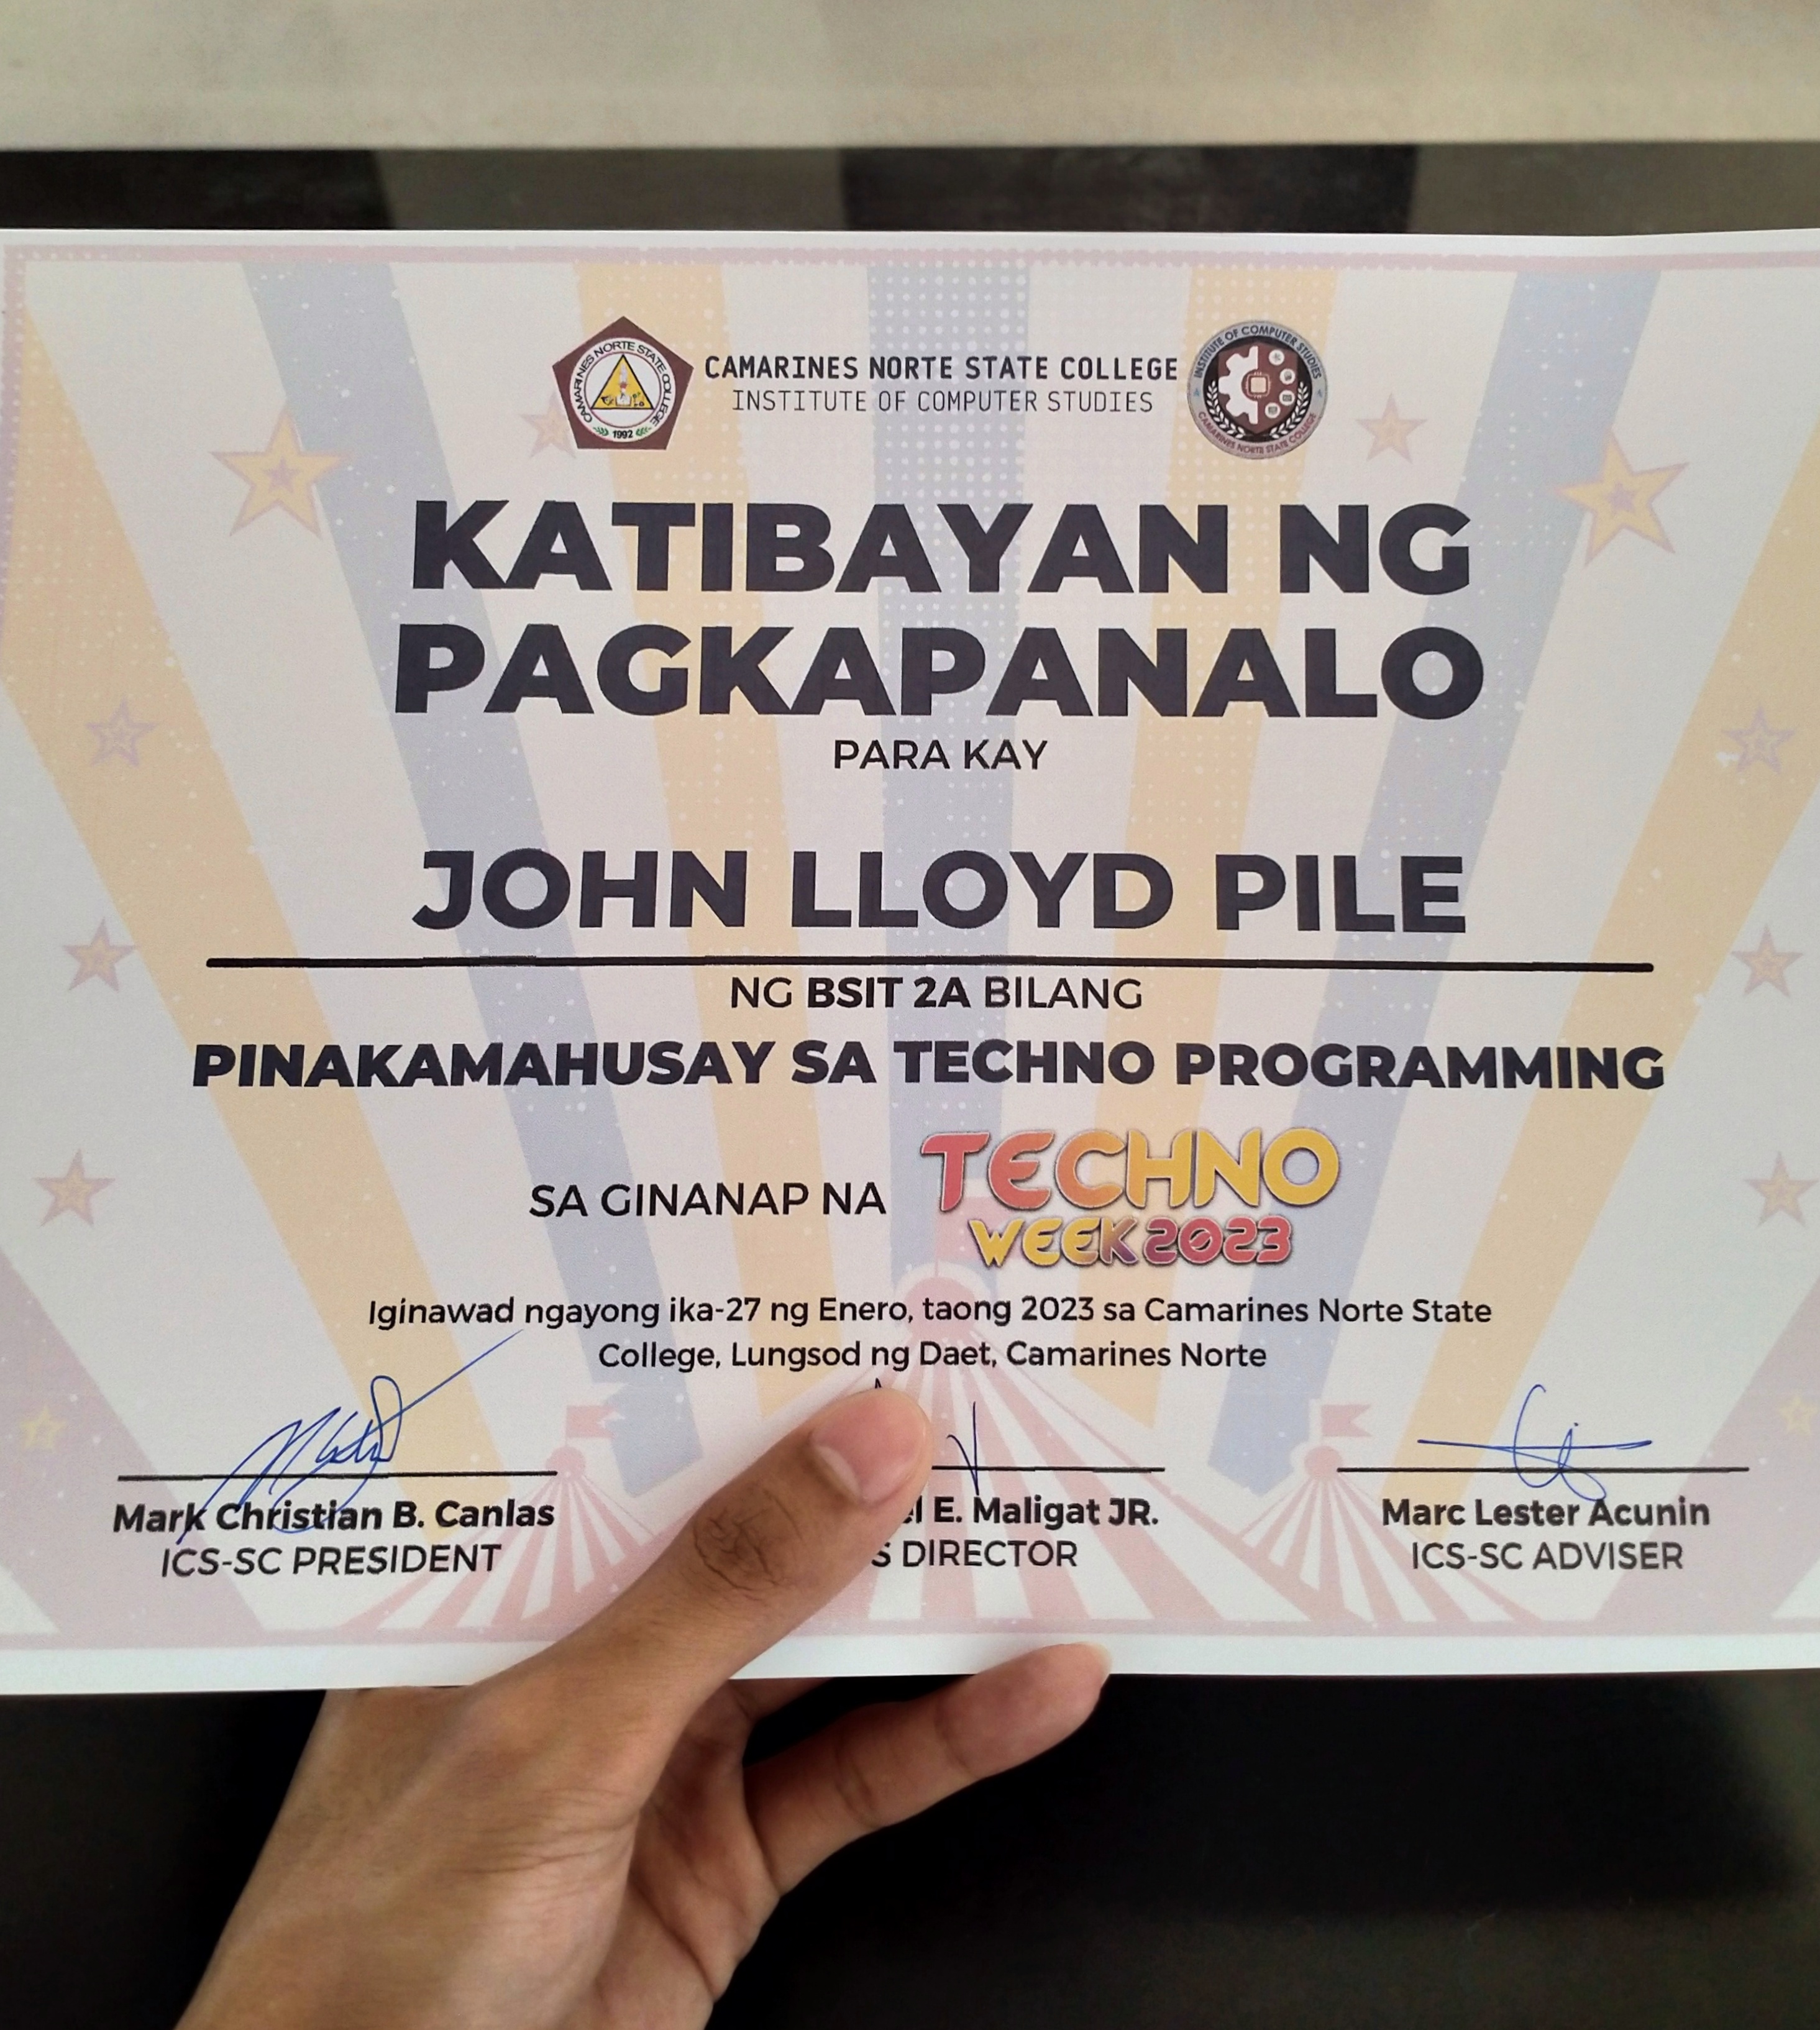 CAMARINES NORTE STATE COLLEGE
INSTITUTE OF COMPUTER STUDIES
CAMARINES NORTE STATE COLLEGE
1992
INSTITUTE OF COMPUTER STUDIES
CAMARINES NORTE STATE COLLEGE
KATIBAYAN NG
PAGKAPANALO
PARA KAY
JOHN LLOYD PILE
NG BSIT 2A BILANG
PINAKAMAHUSAY SA TECHNO PROGRAMMING
SA GINANAP NA
TECHNO
WEEK 2023
Iginawad ngayong ika-27 ng Enero, taong 2023 sa Camarines Norte State
College, Lungsod ng Daet, Camarines Norte
Mark Christian B. Canlas
ICS-SC PRESIDENT
E. Maligat JR.
DIRECTOR
Marc Lester Acunin
ICS-SC ADVISER